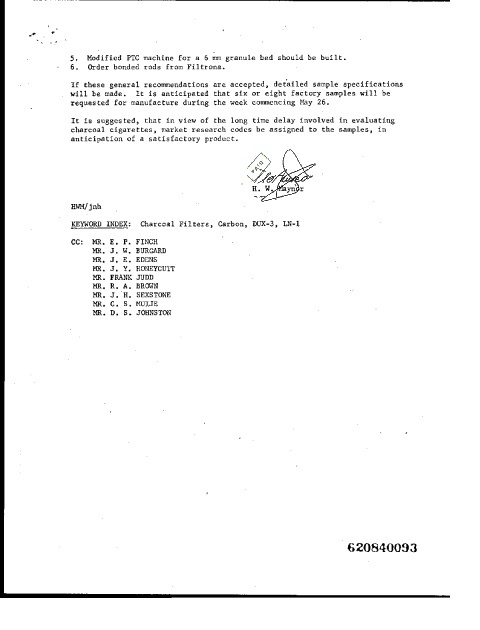 5. Modified PTC machine for a 6 mm granule bed should be built.
6. Order bonded rods from Filtrona.
If these general recommendations are accepted, detailed sample specifications
will be made. It is anticipated that six or eight factory samples will be
requested for manufacture during the week commencing May 26.
It is suggested, that in view of the long time delay involved in evaluating
charcoal cigarettes, market research codes be assigned to the samples, in
anticipation of a satisfactory product.
H. W. Maynor
HWM/jnh
KEYWORD INDEX: Charcoal Filters, Carbon, DUX-3, LN-1
CC: MR. E. P. FINCH
MR. J. W. BURGARD
MR. J. E. EDENS
MR. J. Y. HONEYCUTT
MR. FRANK JUDD
MR. R. A. BROWN
MR. J. H. SEXSTONE
MR. C. S. MULIE
MR. D. S. JOHNSTON
620840093